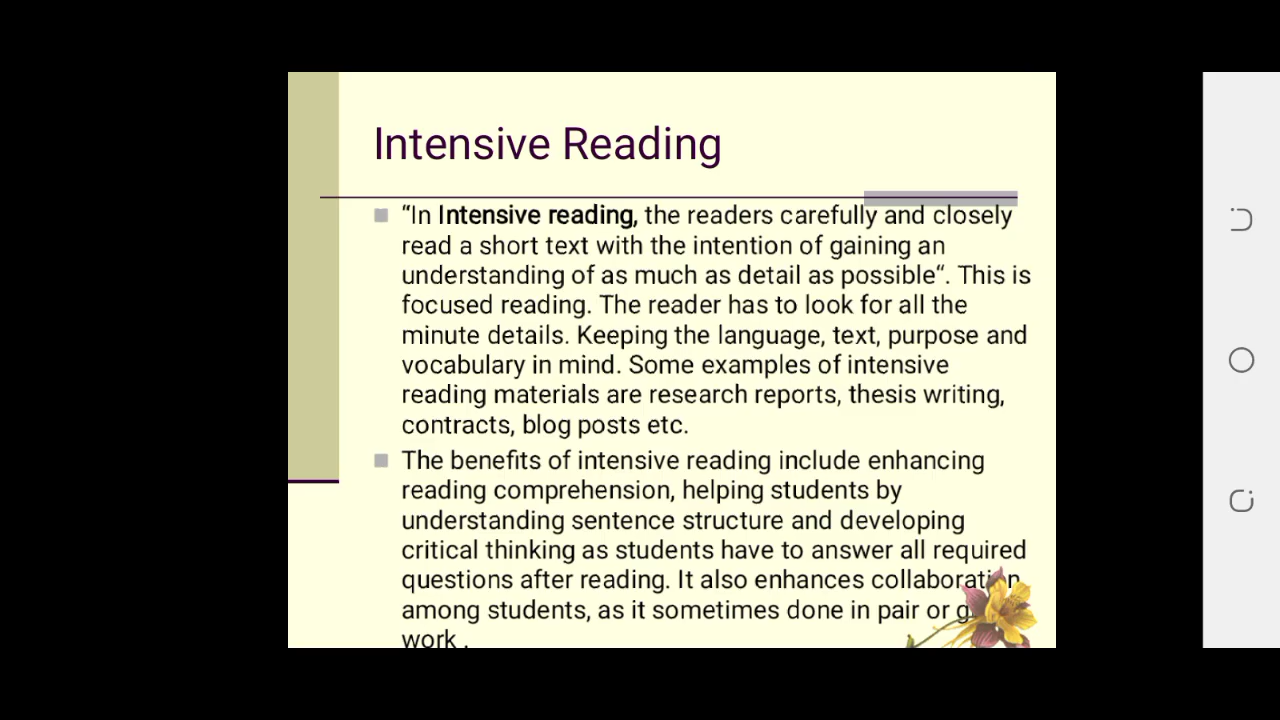 Intensive Reading
“In Intensive reading, the readers carefully and closely
read a short text with the intention of gaining an
understanding of as much as detail as possible“. This is
focused reading. The reader has to look for all the
minute details. Keeping the language, text, purpose and
vocabulary in mind. Some examples of intensive
reading materials are research reports, thesis writing,
contracts, blog posts etc.
The benefits of intensive reading include enhancing
reading comprehension, helping students by
understanding sentence structure and developing
critical thinking as students have to answer all required
questions after reading. It also enhances collaboration
among students, as it sometimes done in pair or
work .